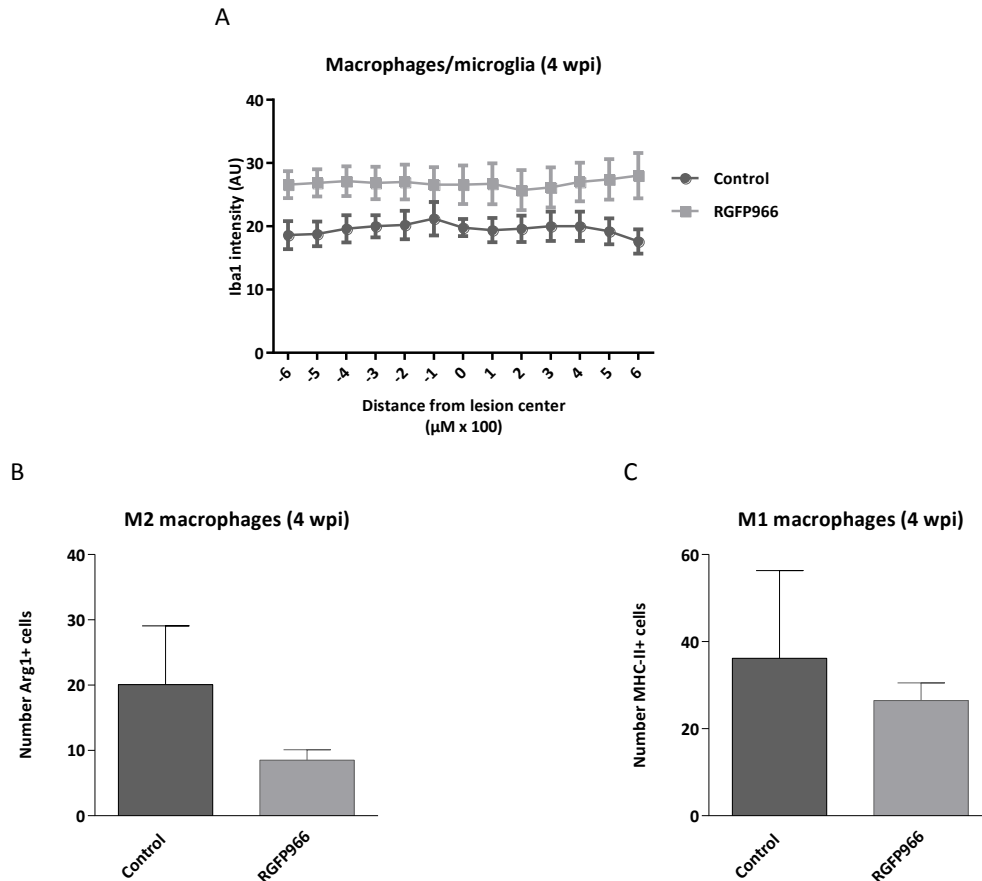 A
Macrophages/microglia (4 wpi)
40
30
20
10
0
Iba1 intensity (AU)
-6 -5 -4 -3 -2 -1 0 1 2 3 4 5 6
Distance from lesion center
(µM x 100)
Control
RGFP966
B
M2 macrophages (4 wpi)
40
30
20
10
0
Number Arg1+ cells
Control RGFP966
C
M1 macrophages (4 wpi)
60
40
20
0
Number MHC-II+ cells
Control RGFP966